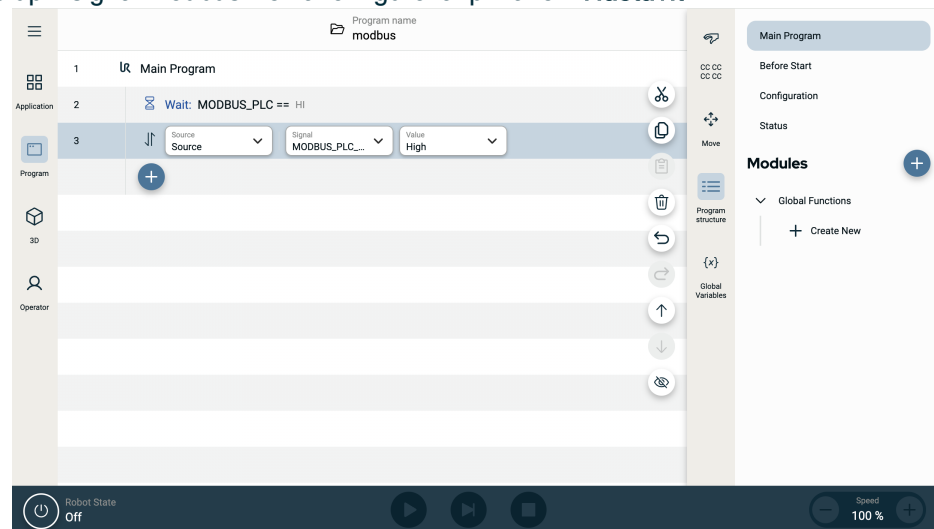 Program name
modbus
Application
Program
3D
Operator
1 Main Program
2 Wait: MODBUS_PLC == HI
3 Source Source Signal MODBUS_PLC_... Value High
CC CC
CC CC
Move
Program
structure
{x}
Global
Variables
Main Program
Before Start
Configuration
Status
Modules
Global Functions
Create New
Robot State
Off
Speed
100 %